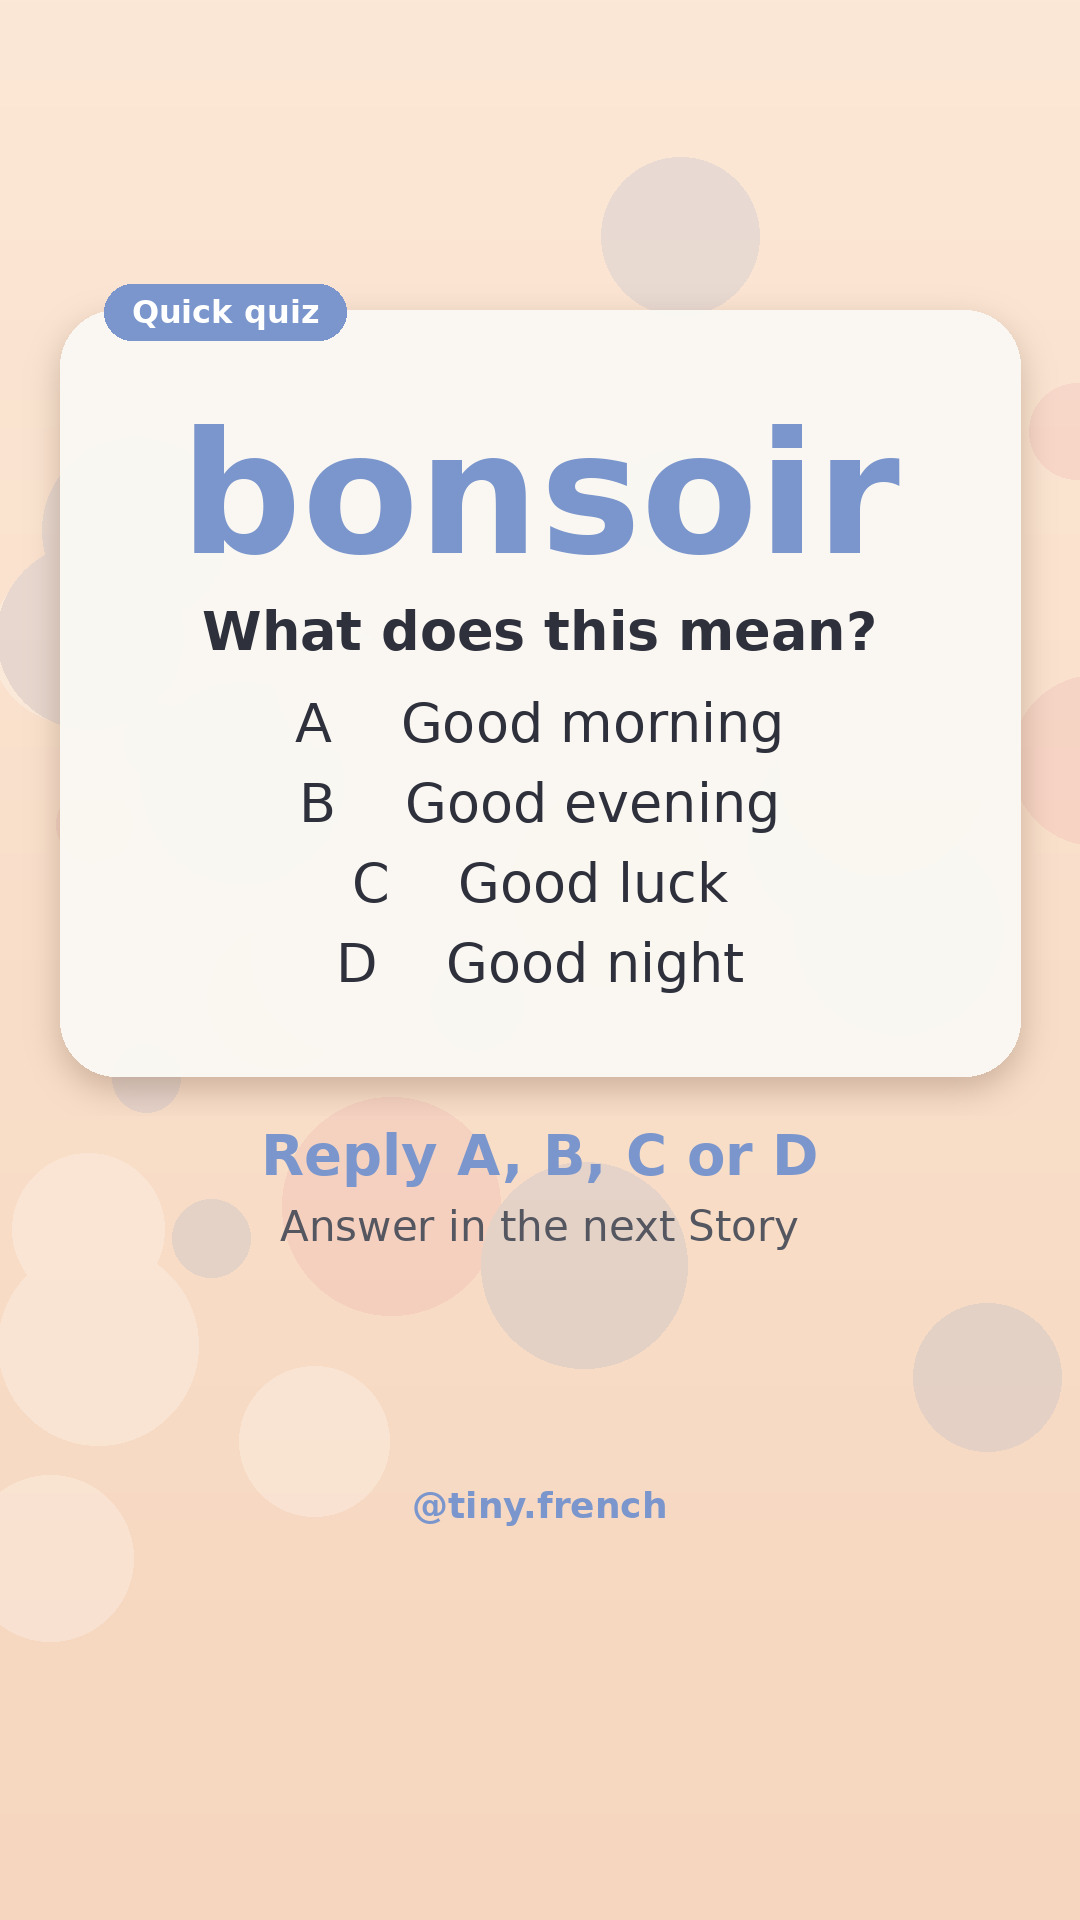 Quick quiz
bonsoir
What does this mean?
A Good morning
B Good evening
C Good luck
D Good night
Reply A, B, C or D
Answer in the next Story
@tiny.french